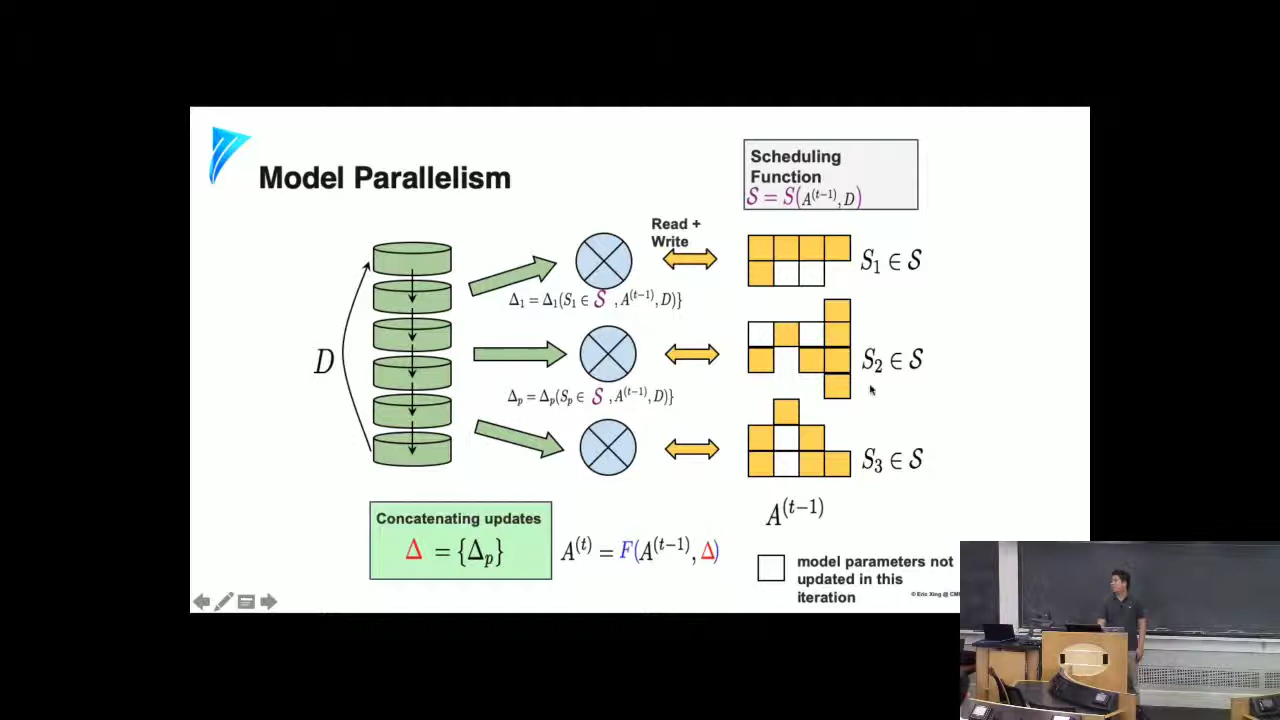 Model Parallelism
Scheduling
Function
𝒮 = S(A^(t−1), D)
Read +
Write
S₁ ∈ 𝒮
Δ₁ = Δ₁(S₁ ∈ 𝒮 , A^(t−1), D)}
D
S₂ ∈ 𝒮
Δₚ = Δₚ(Sₚ ∈ 𝒮 , A^(t−1), D)}
S₃ ∈ 𝒮
A^(t−1)
Concatenating updates
Δ = {Δₚ}
A^(t) = F(A^(t−1), Δ)
model parameters not
updated in this
iteration
© Eric Xing @ CM